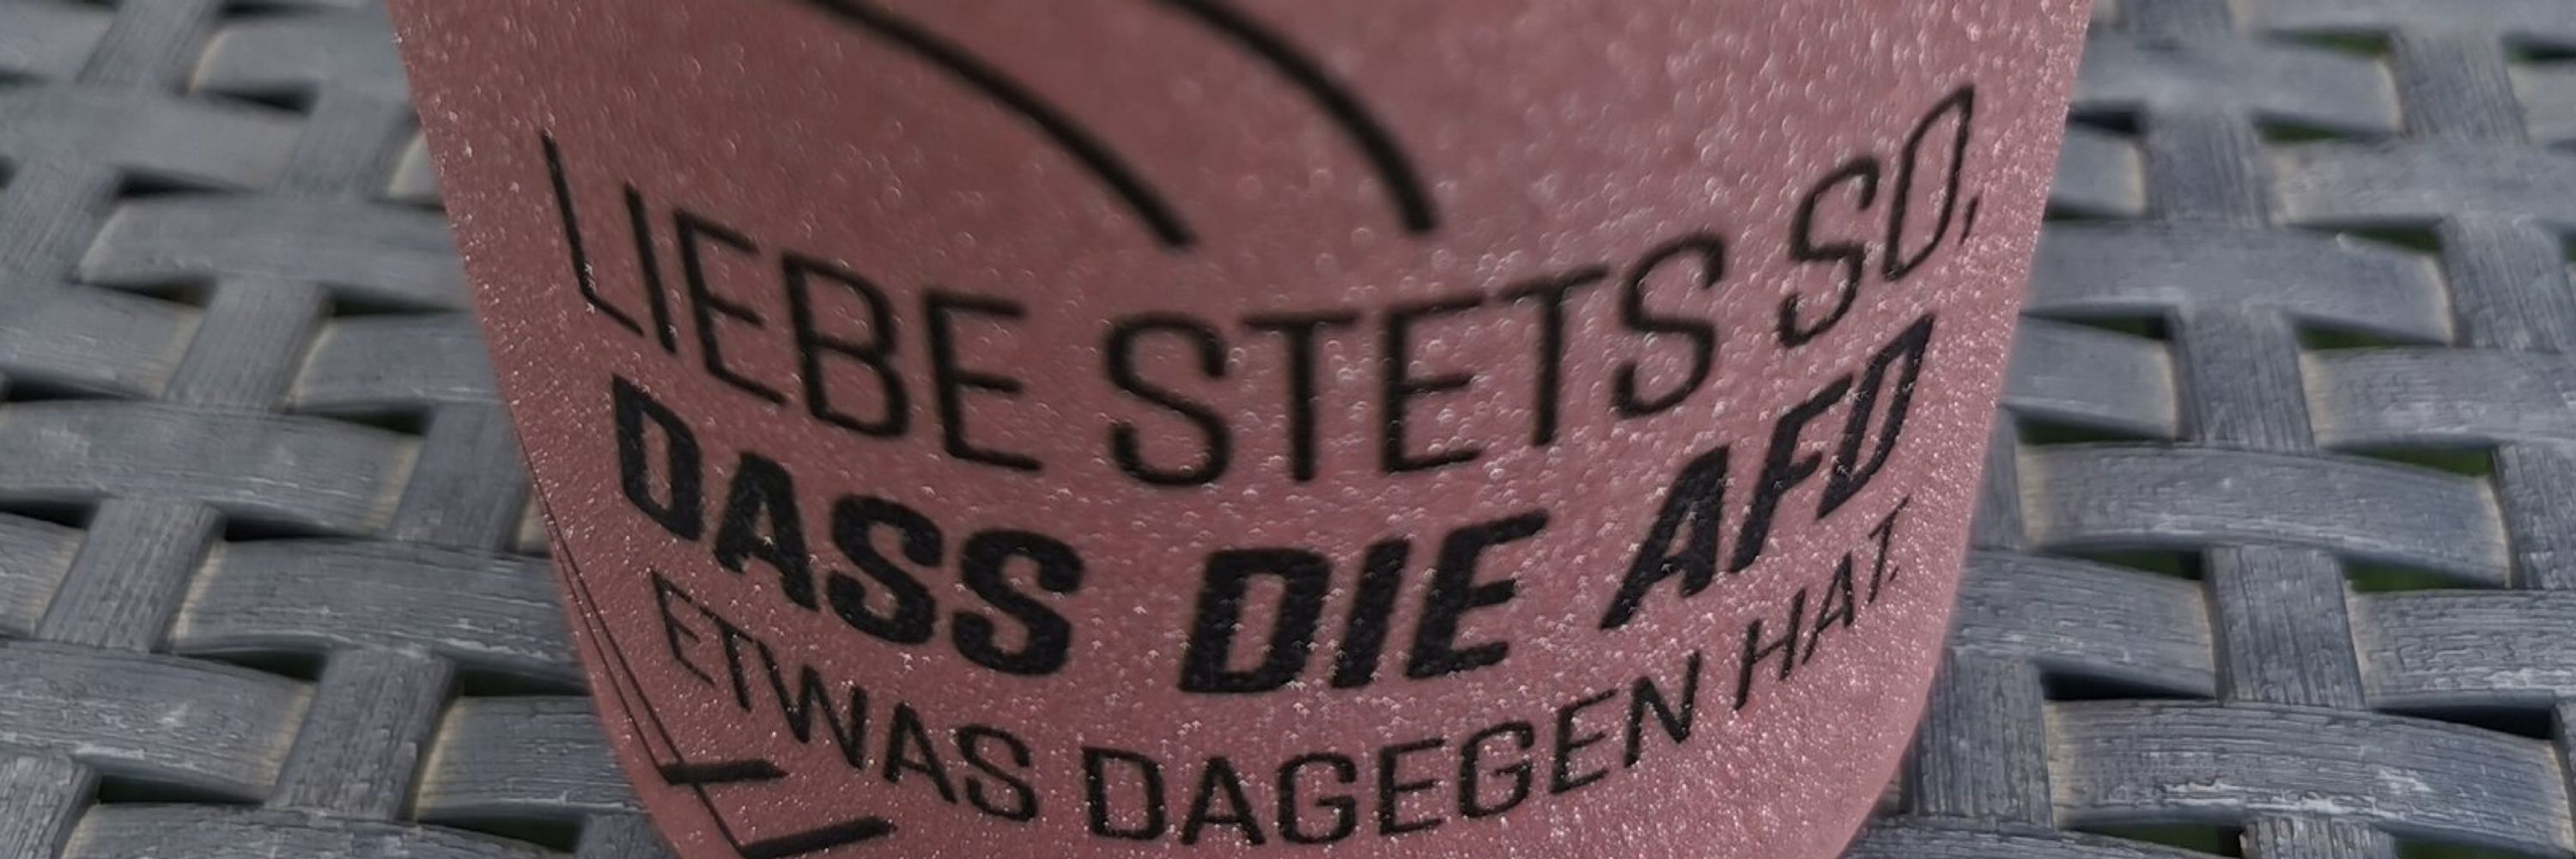 LIEBE STETS SO,
DASS DIE AFD
ETWAS DAGEGEN HAT.